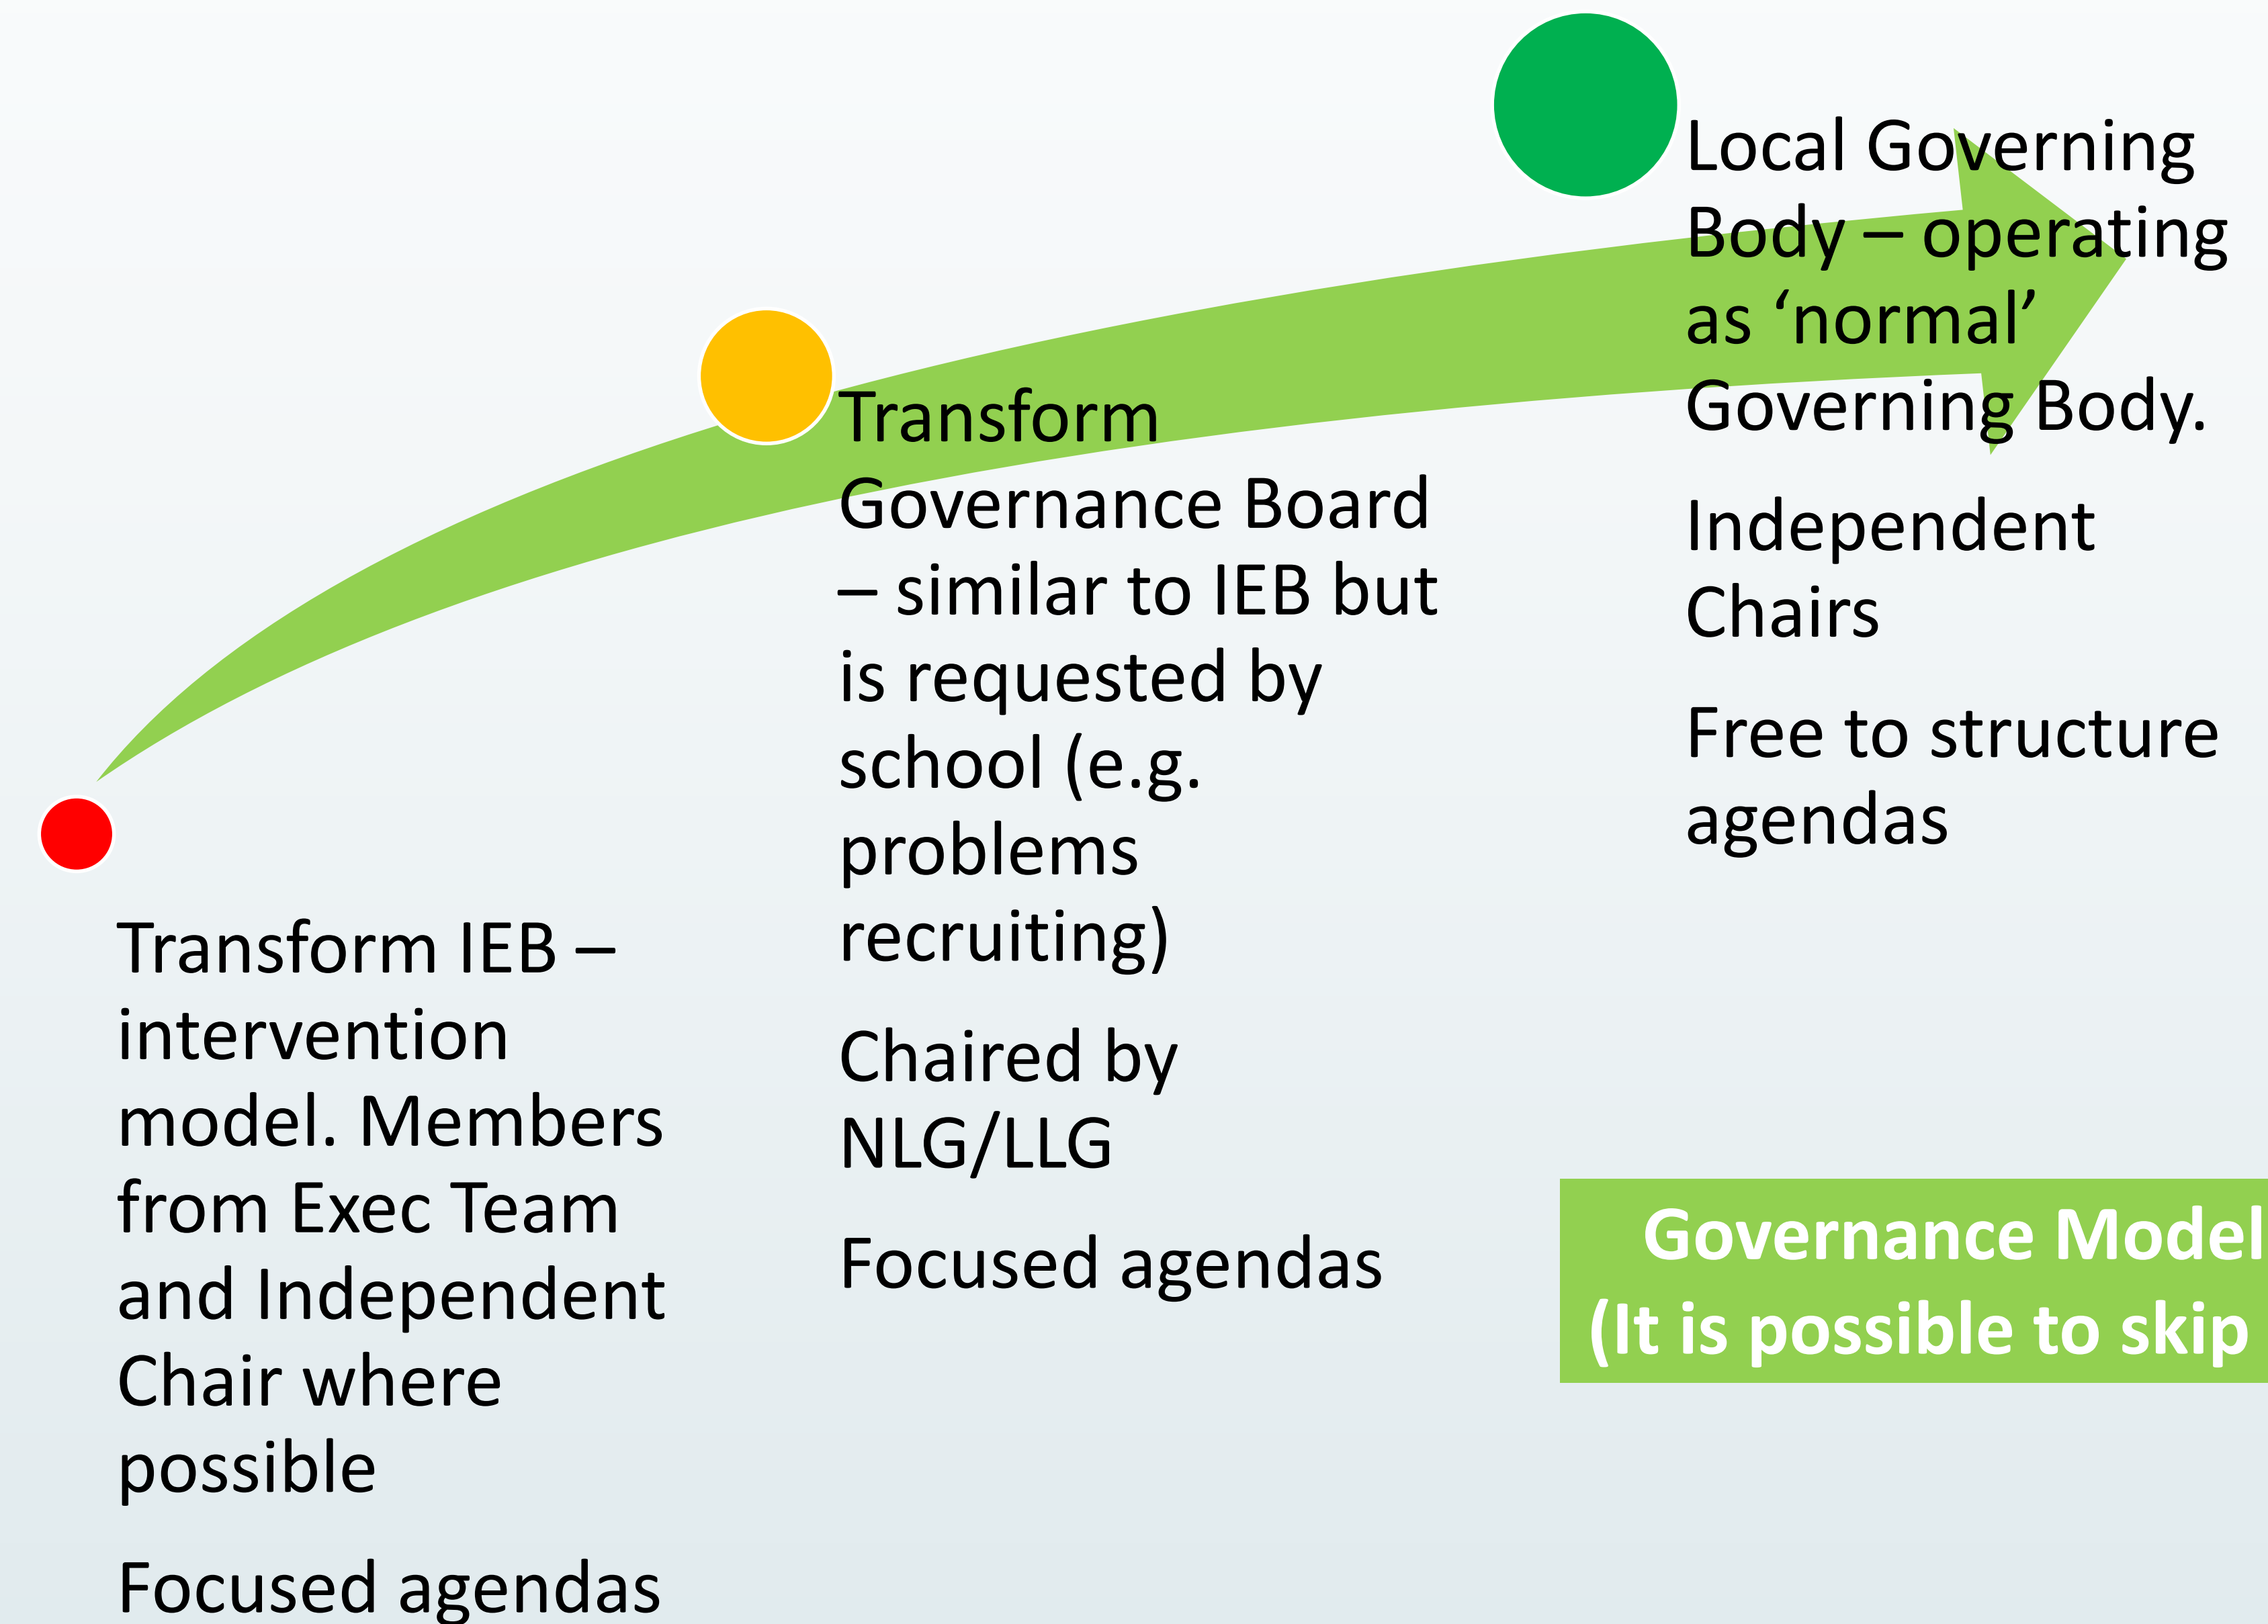 Transform IEB –
intervention
model. Members
from Exec Team
and Independent
Chair where
possible
Focused agendas
Transform
Governance Board
– similar to IEB but
is requested by
school (e.g.
problems
recruiting)
Chaired by
NLG/LLG
Focused agendas
Local Governing
Body – operating
as ‘normal’
Governing Body.
Independent
Chairs
Free to structure
agendas
Governance Model
(It is possible to skip